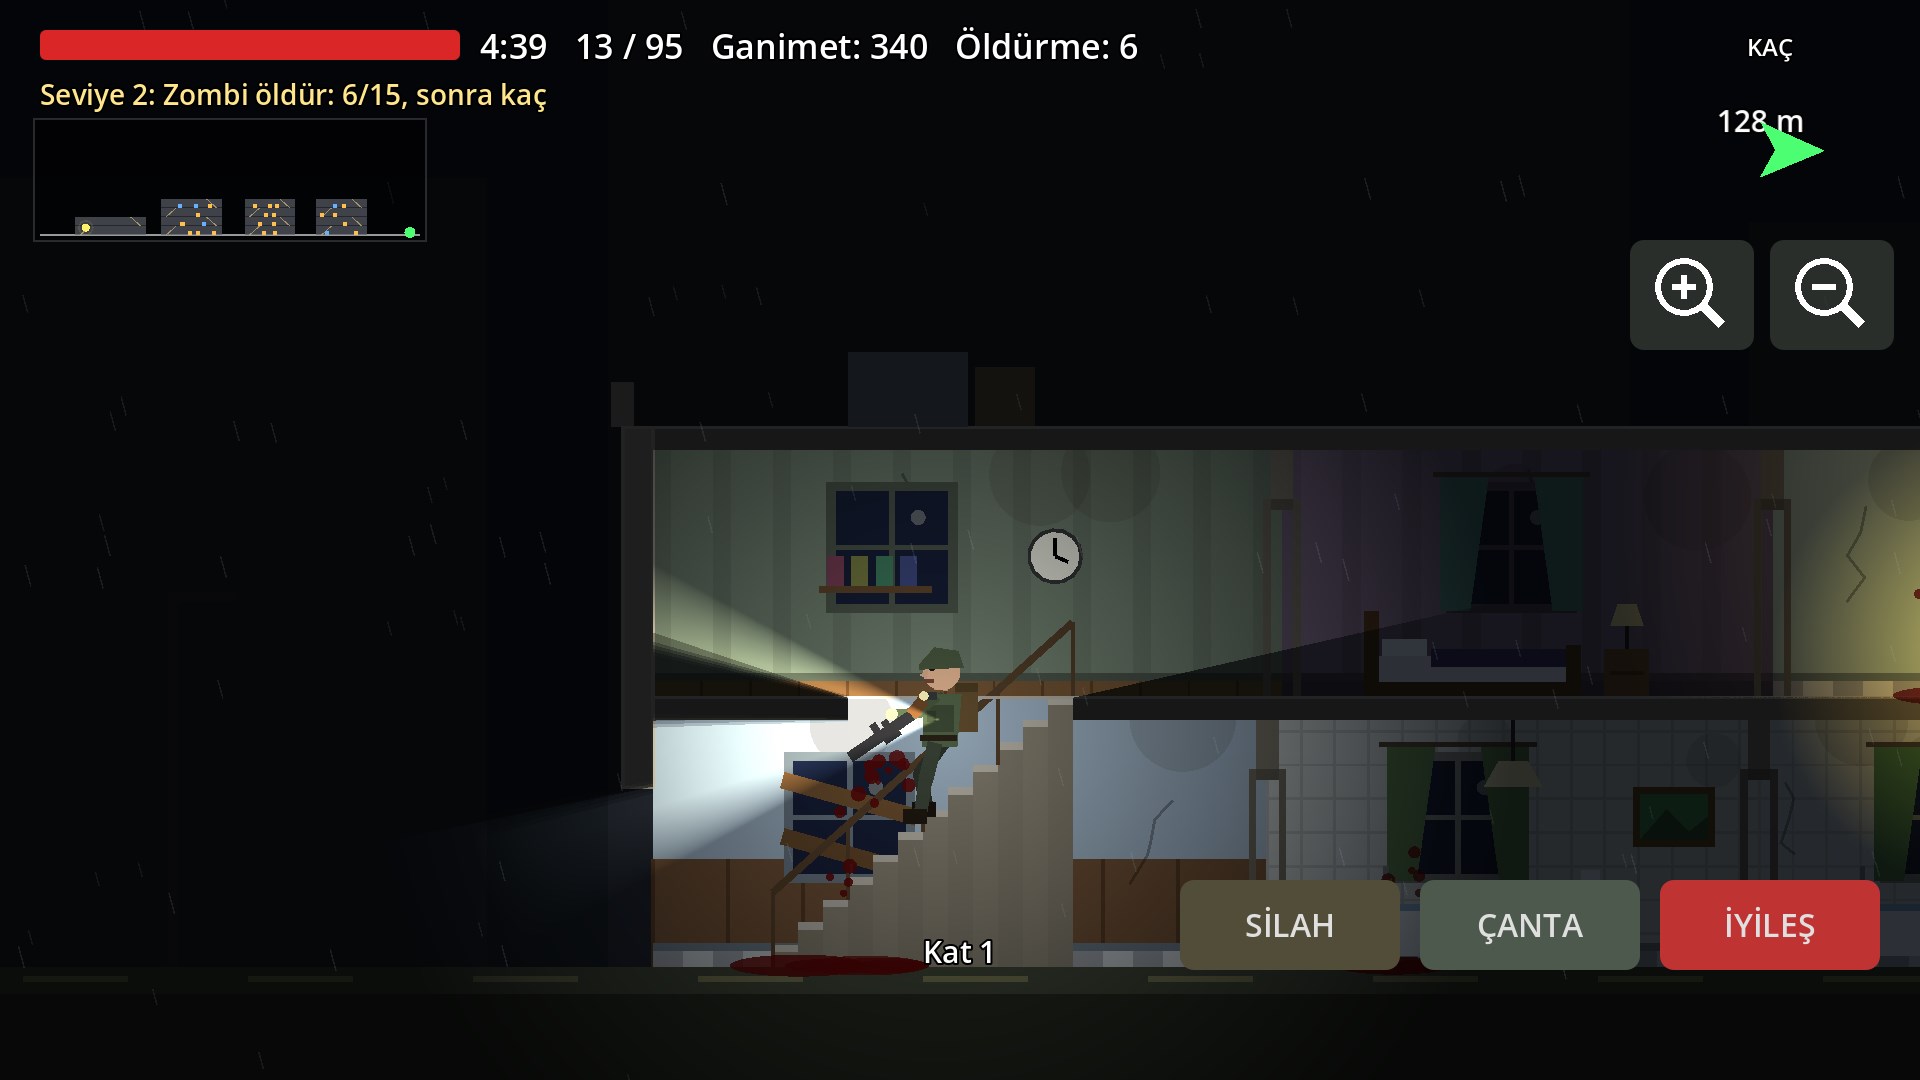 4:39 13 / 95 Ganimet: 340 Öldürme: 6
KAÇ
Seviye 2: Zombi öldür: 6/15, sonra kaç
128 m
SİLAH
ÇANTA
İYİLEŞ
Kat 1